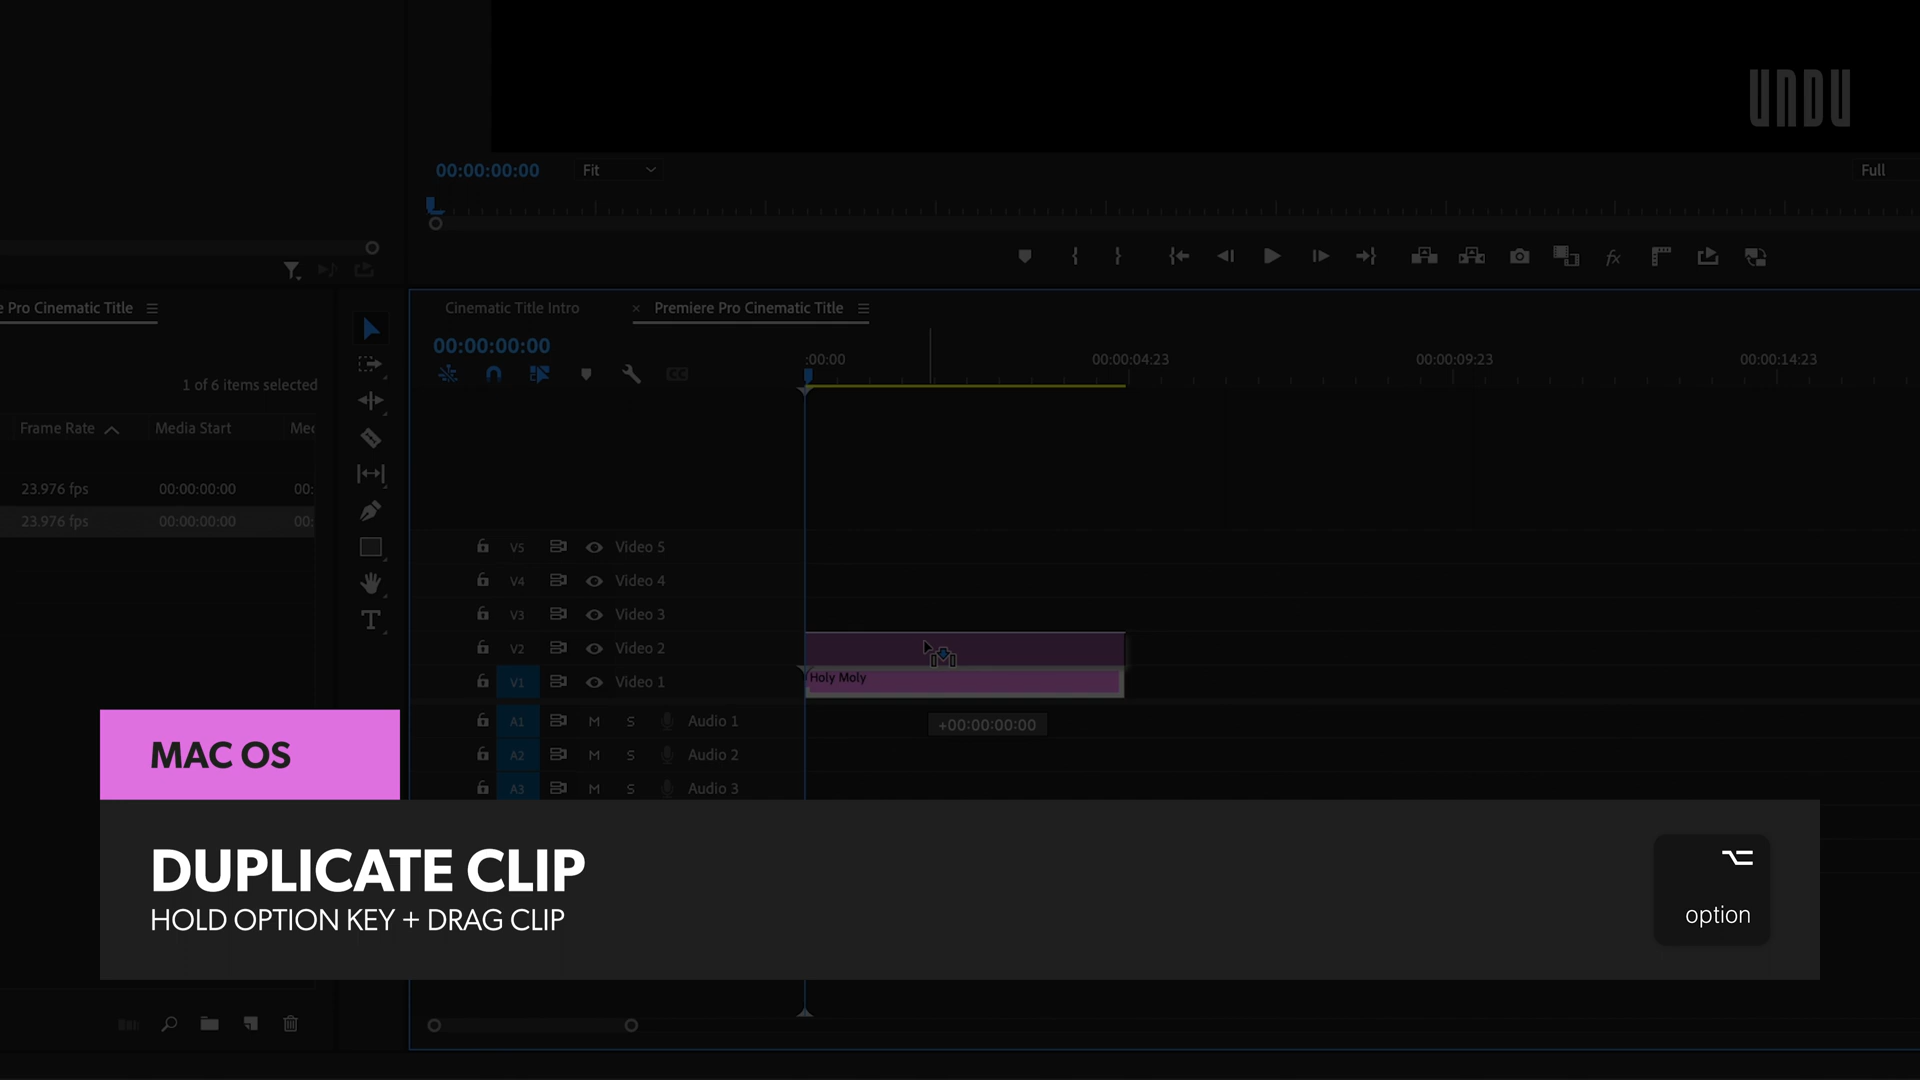 UNDU
00:00:00:00
Fit
Full
e Pro Cinematic Title
Cinematic Title Intro
× Premiere Pro Cinematic Title
00:00:00:00
:00:00
00:00:04:23
00:00:09:23
00:00:14:23
1 of 6 items selected
Frame Rate
Media Start
Mec
23.976 fps
00:00:00:00
00:
23.976 fps
00:00:00:00
00:
fx
CC
T
V5 Video 5
V4 Video 4
V3 Video 3
V2 Video 2
V1 Video 1
Holy Moly
A1 M S Audio 1
+00:00:00:00
A2 M S Audio 2
A3 M S Audio 3
MAC OS
DUPLICATE CLIP
HOLD OPTION KEY + DRAG CLIP
⌥
option